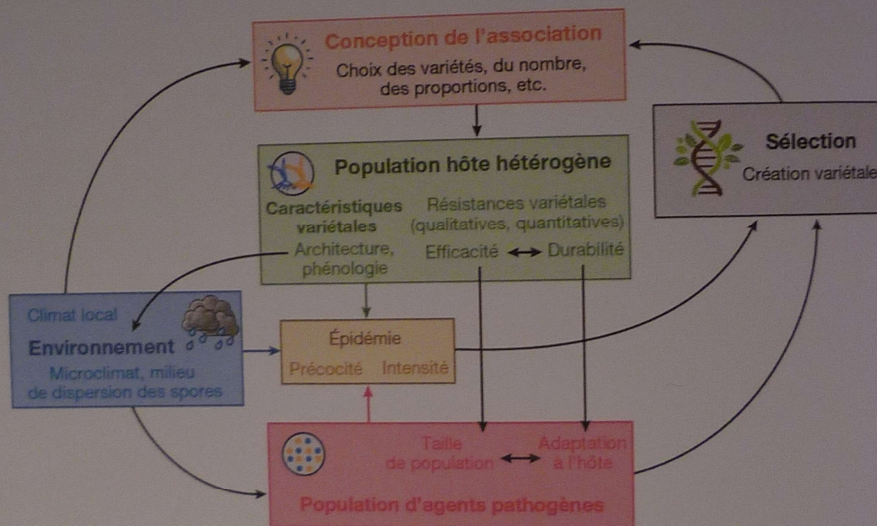 Conception de l'association
Choix des variétés, du nombre,
des proportions, etc.
Sélection
Création variétale
Population hôte hétérogène
Caractéristiques
variétales
Architecture,
phénologie
Résistances variétales
(qualitatives, quantitatives)
Efficacité
Durabilité
Climat local
Environnement
Microclimat, milieu
de dispersion des spores
Épidémie
Précocité
Intensité
Taille
de population
Adaptation
à l'hôte
Population d'agents pathogènes